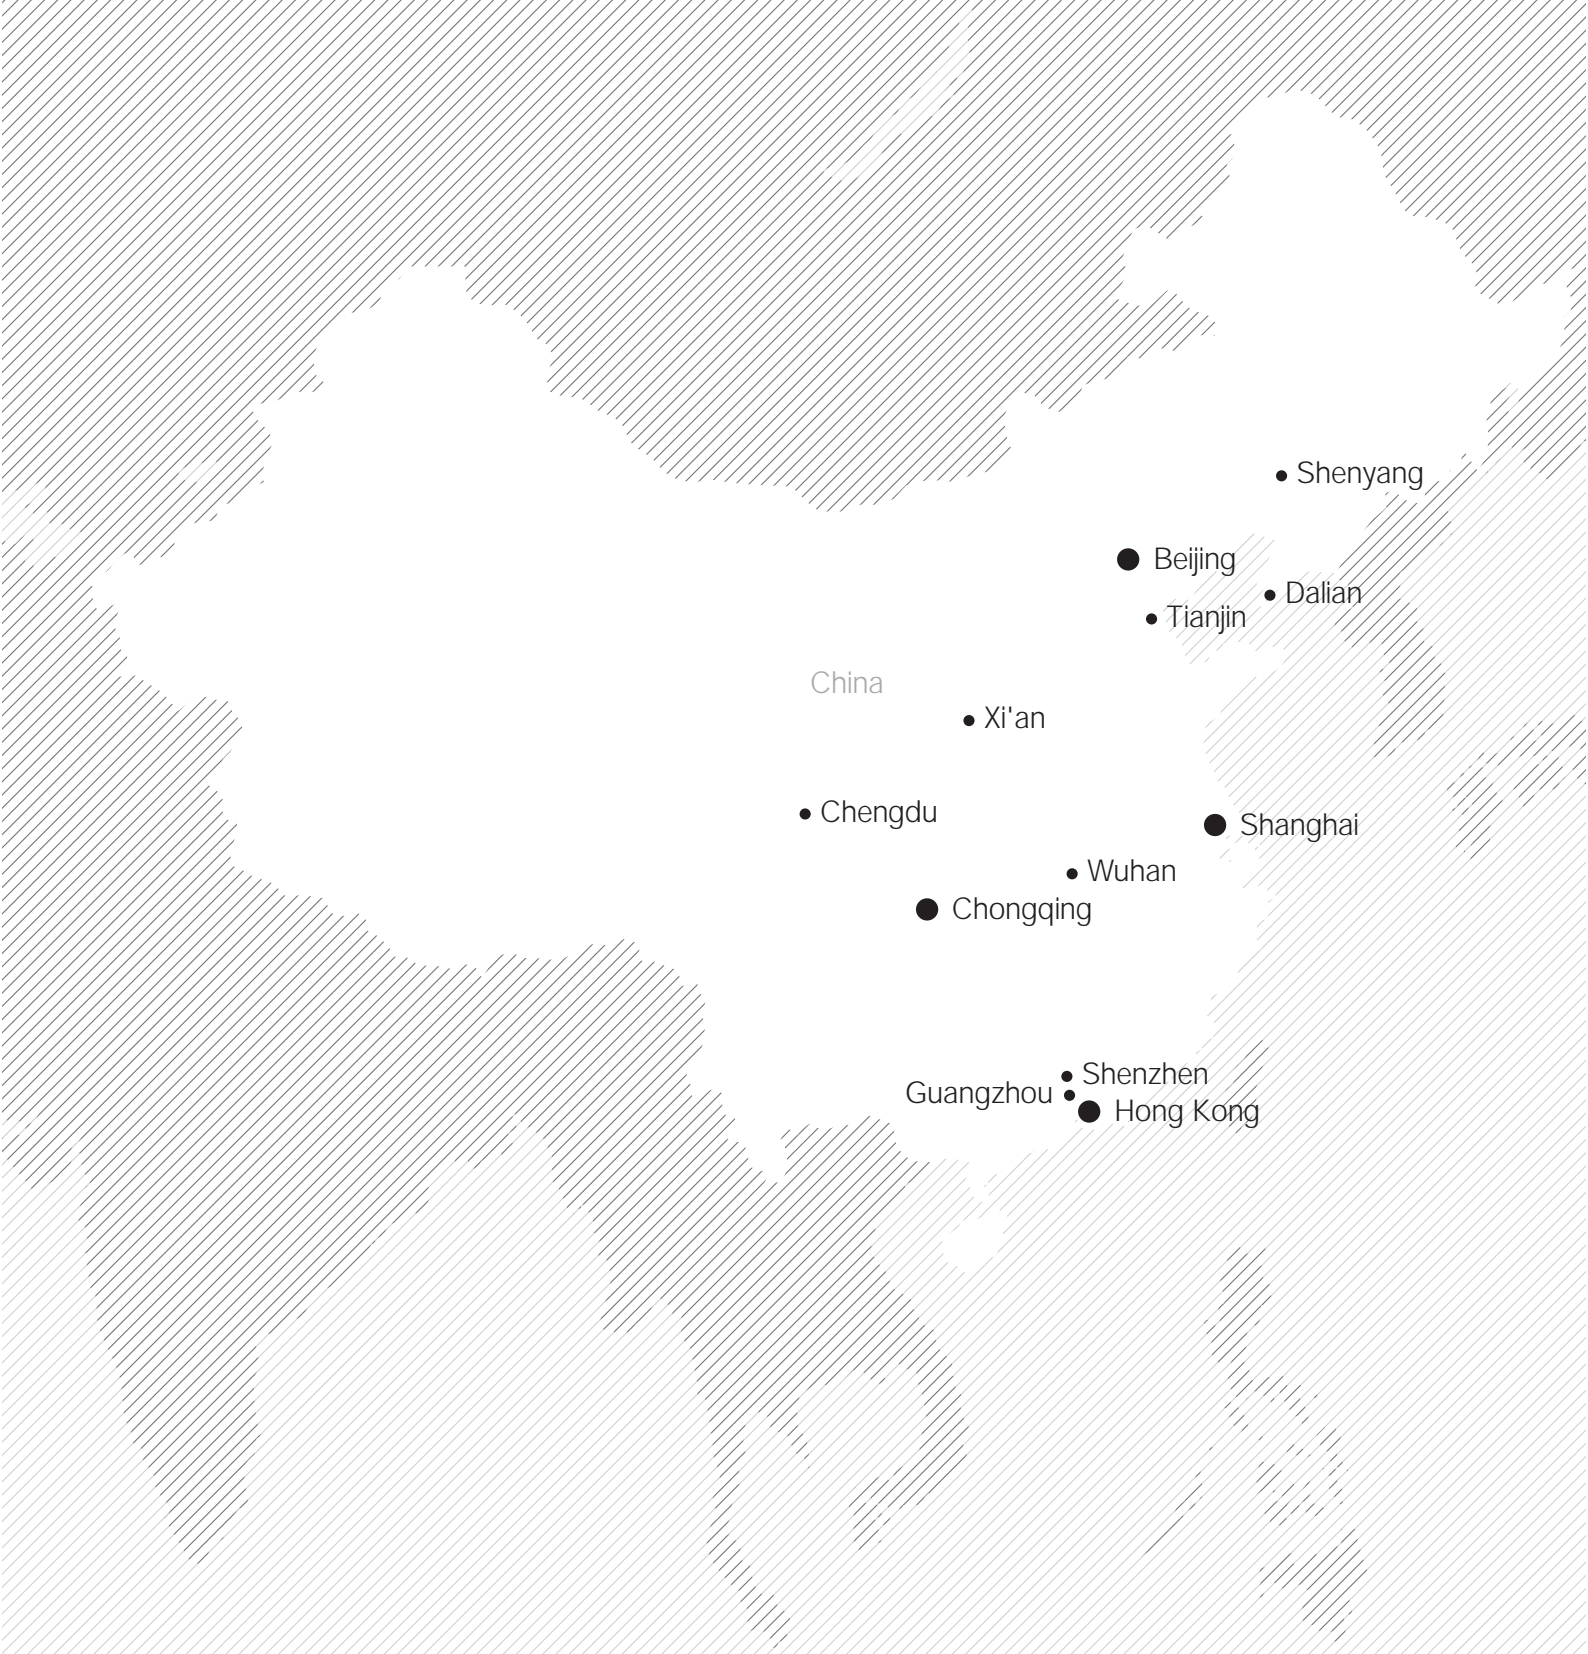 Shenyang
Beijing
Dalian
Tianjin
China
Xi'an
Chengdu
Shanghai
Wuhan
Chongqing
Shenzhen
Guangzhou
Hong Kong